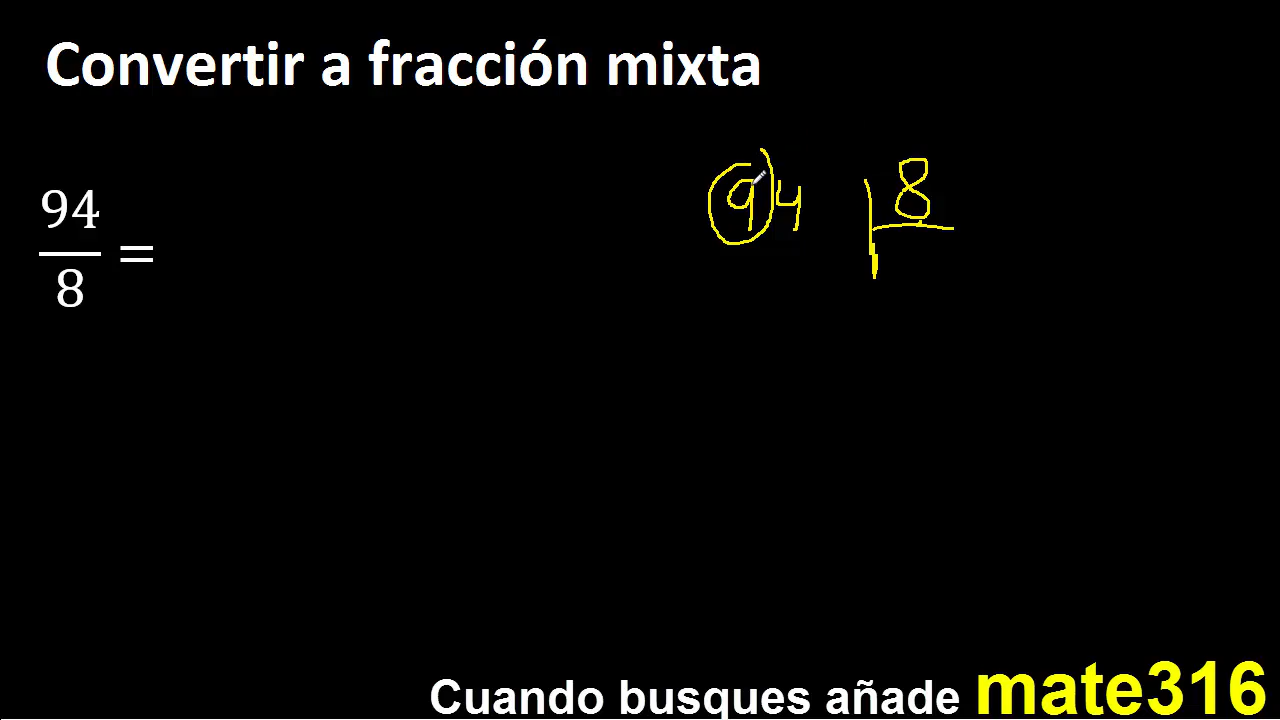 Convertir a fracción mixta
94
8
=
94 8
Cuando busques añade mate316